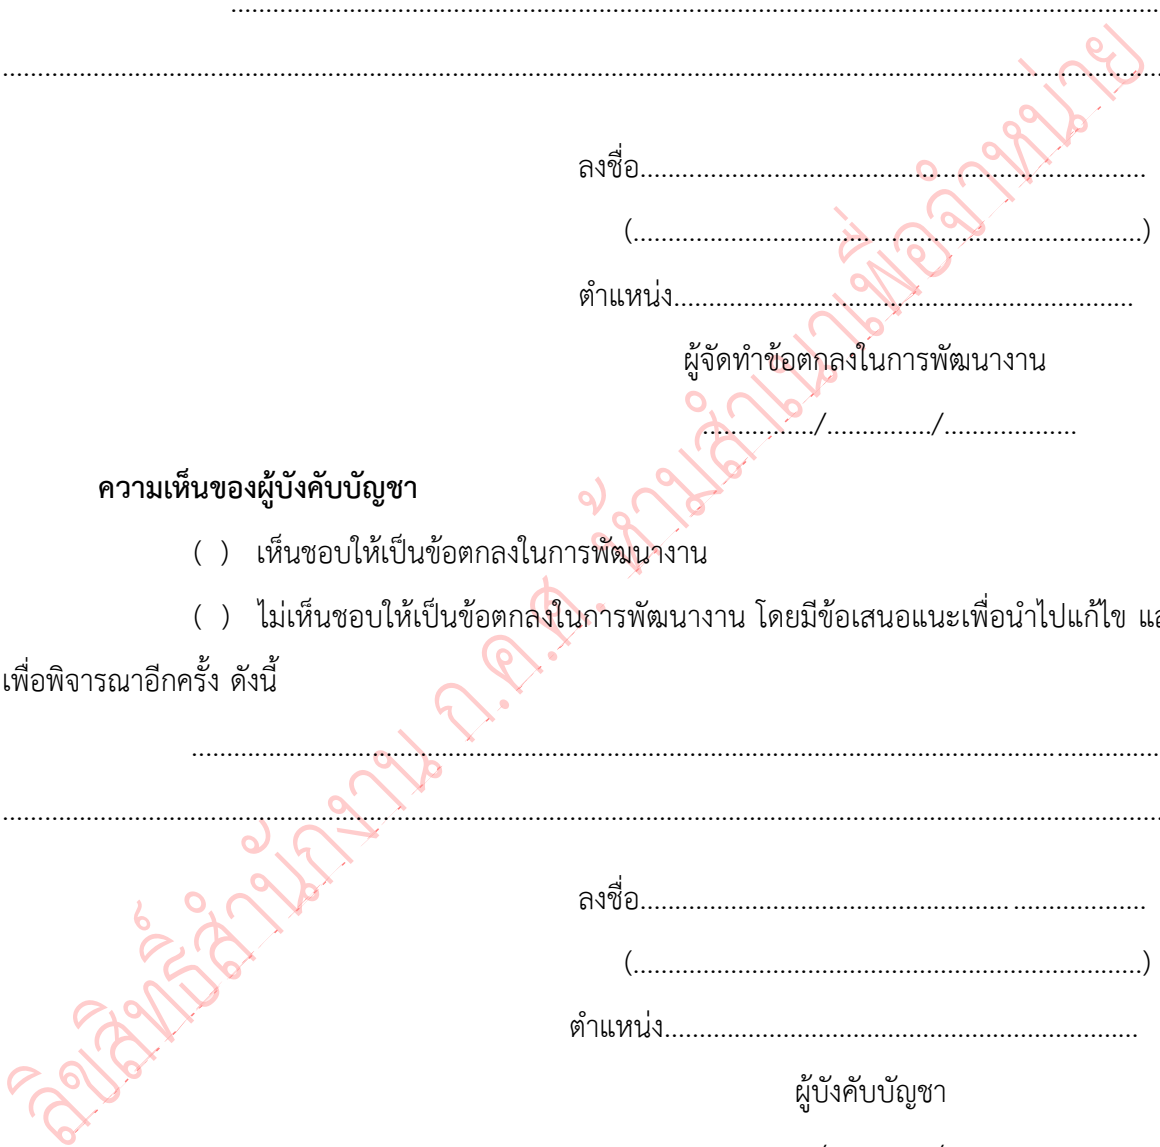 ................................................................................................................................
................................................................................................................................................................
ลงชื่อ........................................................................
(.........................................................................)
ตำแหน่ง..................................................................
ผู้จัดทำข้อตกลงในการพัฒนางาน
................/.............../...................
ความเห็นของผู้บังคับบัญชา
( ) เห็นชอบให้เป็นข้อตกลงในการพัฒนางาน
( ) ไม่เห็นชอบให้เป็นข้อตกลงในการพัฒนางาน โดยมีข้อเสนอแนะเพื่อนำไปแก้ไข
เพื่อพิจารณาอีกครั้ง ดังนี้
................................................................................................................................
................................................................................................................................................................
ลงชื่อ........................................................................
(.........................................................................)
ตำแหน่ง....................................................................
ผู้บังคับบัญชา
ลิขสิทธิ์สำนักงาน ก.ค.ศ. ห้ามสำเนาเพื่อจำหน่าย